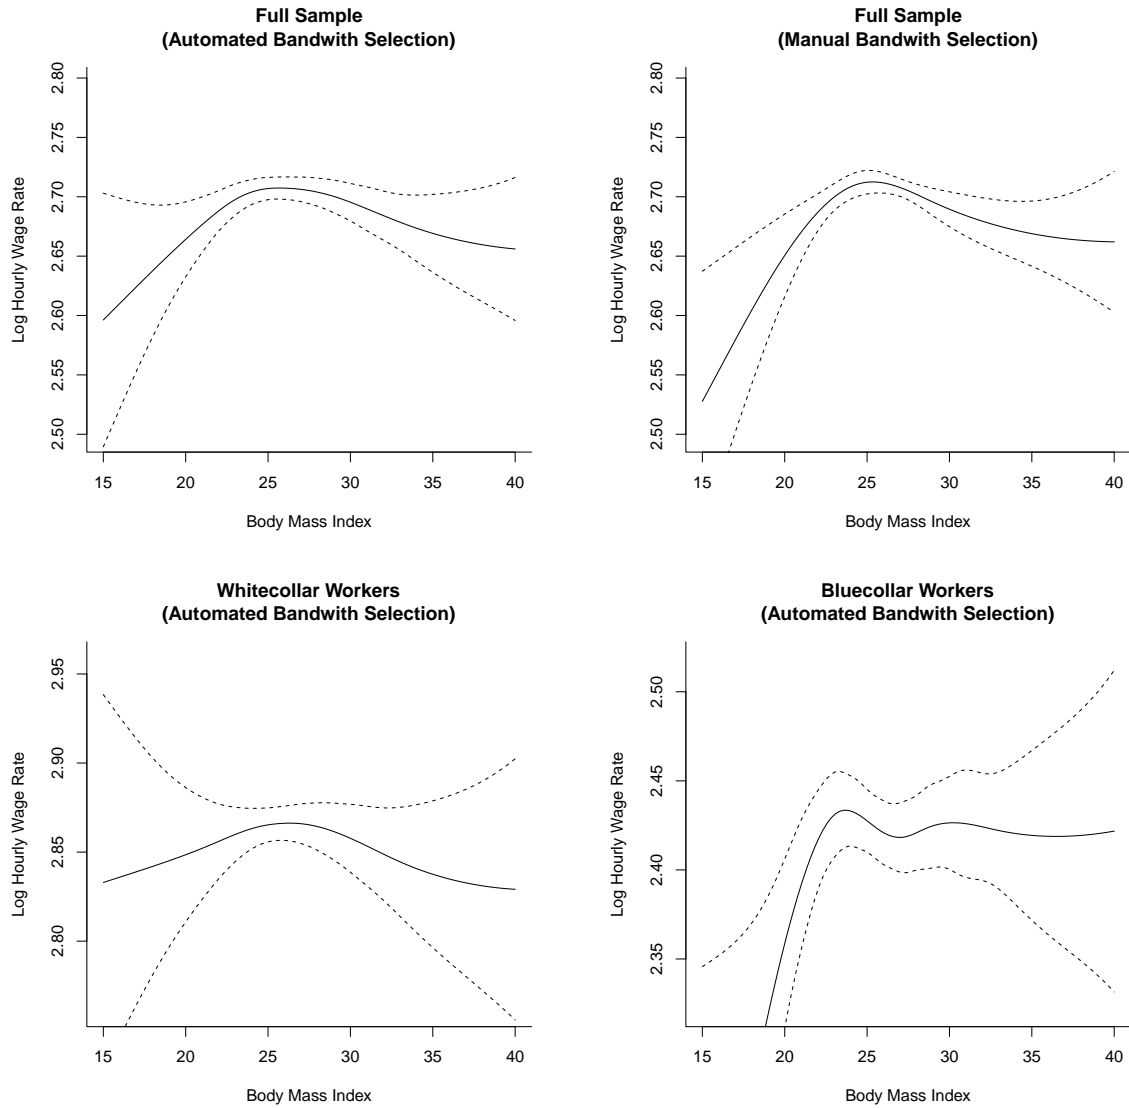 Full Sample
(Automated Bandwith Selection)
2.80
2.75
2.70
2.65
2.60
2.55
2.50
Log Hourly Wage Rate
15 20 25 30 35 40
Body Mass Index
Full Sample
(Manual Bandwith Selection)
2.80
2.75
2.70
2.65
2.60
2.55
2.50
Log Hourly Wage Rate
15 20 25 30 35 40
Body Mass Index
Whitecollar Workers
(Automated Bandwith Selection)
2.95
2.90
2.85
2.80
Log Hourly Wage Rate
15 20 25 30 35 40
Body Mass Index
Bluecollar Workers
(Automated Bandwith Selection)
2.50
2.45
2.40
2.35
Log Hourly Wage Rate
15 20 25 30 35 40
Body Mass Index